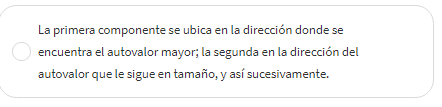 La primera componente se ubica en la dirección donde se
encuentra el autovalor mayor; la segunda en la dirección del
autovalor que le sigue en tamaño, y así sucesivamente.